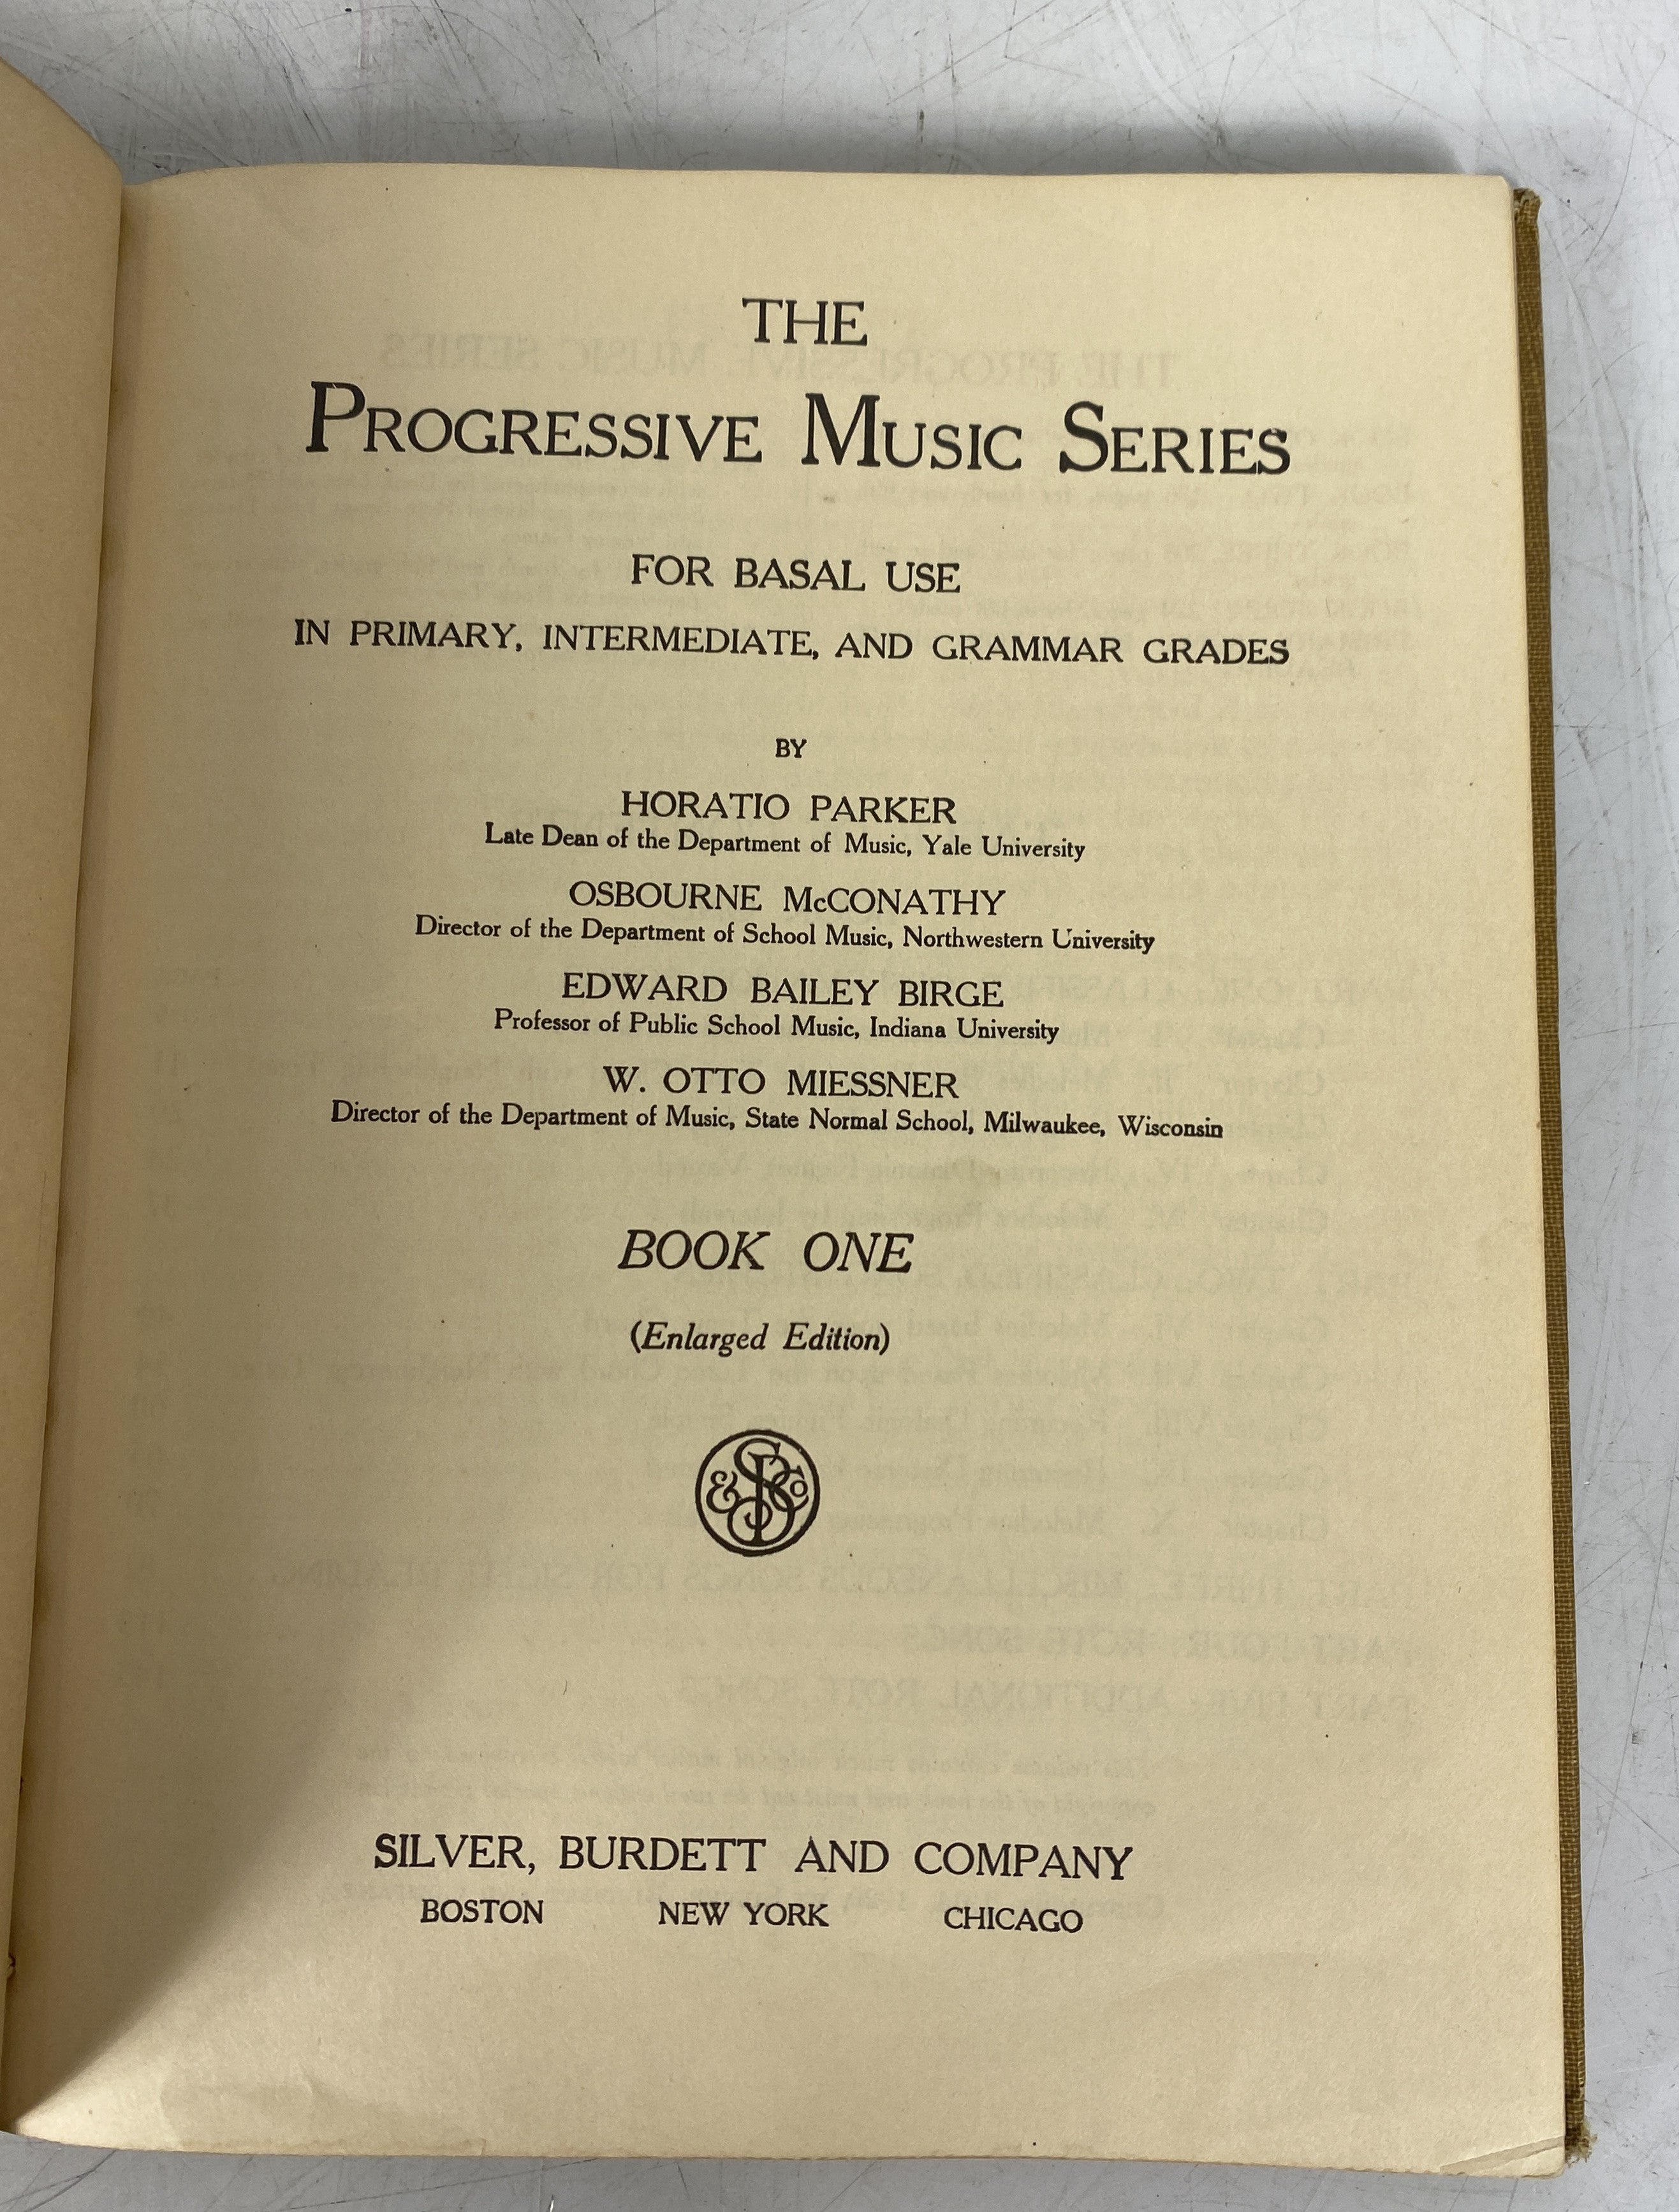 THE
PROGRESSIVE MUSIC SERIES
FOR BASAL USE
IN PRIMARY, INTERMEDIATE, AND GRAMMAR GRADES
BY
HORATIO PARKER
Late Dean of the Department of Music, Yale University
OSBOURNE McCONATHY
Director of the Department of School Music, Northwestern University
EDWARD BAILEY BIRGE
Professor of Public School Music, Indiana University
W. OTTO MIESSNER
Director of the Department of Music, State Normal School, Milwaukee, Wisconsin
BOOK ONE
(Enlarged Edition)
SB&Co
SILVER, BURDETT AND COMPANY
BOSTON NEW YORK CHICAGO